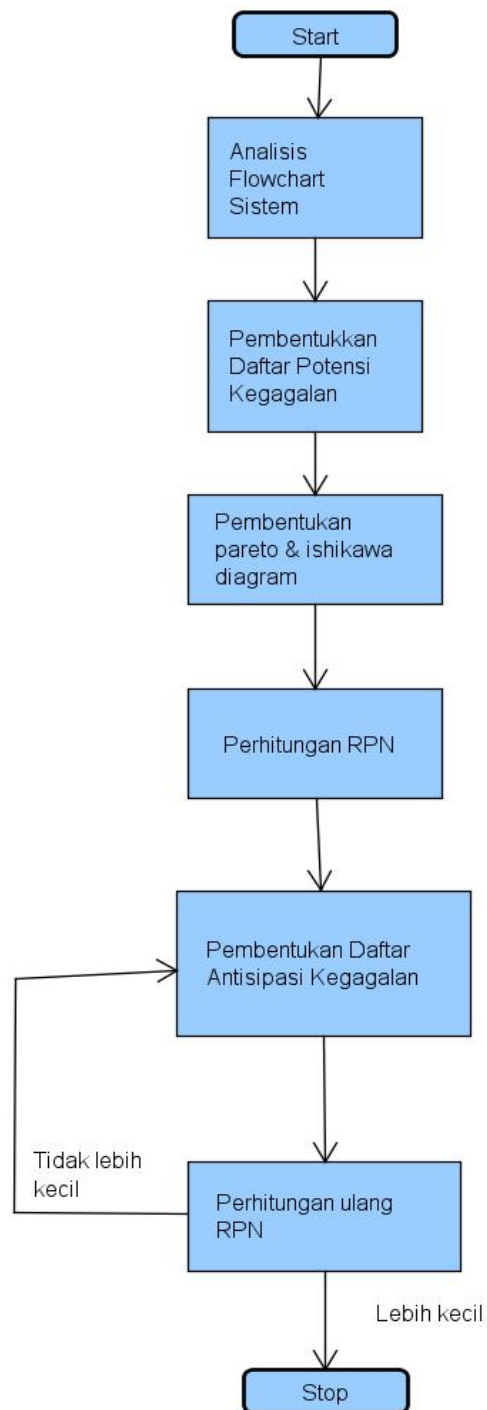 Start
Analisis
Flowchart
Sistem
Pembentukkan
Daftar Potensi
Kegagalan
Pembentukan
pareto & ishikawa
diagram
Perhitungan RPN
Pembentukan Daftar
Antisipasi Kegagalan
Tidak lebih
kecil
Perhitungan ulang
RPN
Lebih kecil
Stop